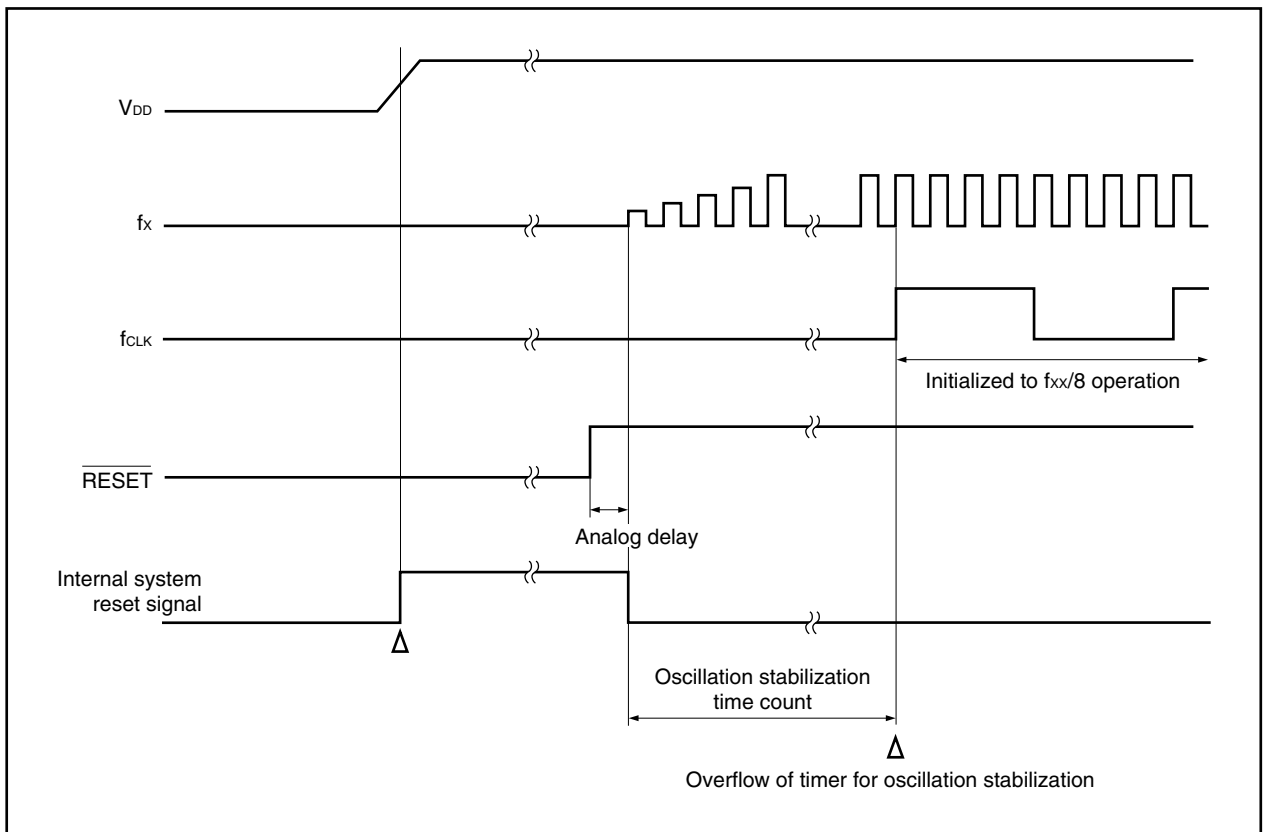 VDD
fX
fCLK
Initialized to fXX/8 operation
RESET
Analog delay
Internal system
reset signal
Oscillation stabilization
time count
Overflow of timer for oscillation stabilization